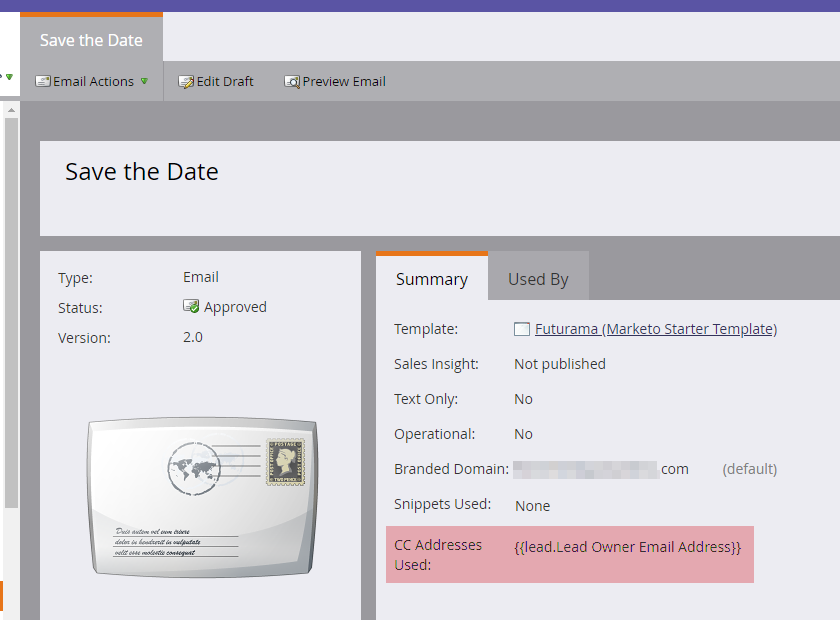 Save the Date
Email Actions Edit Draft Preview Email
Save the Date
Type: Email
Status: Approved
Version: 2.0
POSTAGE
TWO PENCE
Duis autem vel eum iriure
dolor in hendrerit in vulputate
velit esse molestie consequat
Summary Used By
Template: Futurama (Marketo Starter Template)
Sales Insight: Not published
Text Only: No
Operational: No
Branded Domain: .com (default)
Snippets Used: None
CC Addresses Used: {{lead.Lead Owner Email Address}}